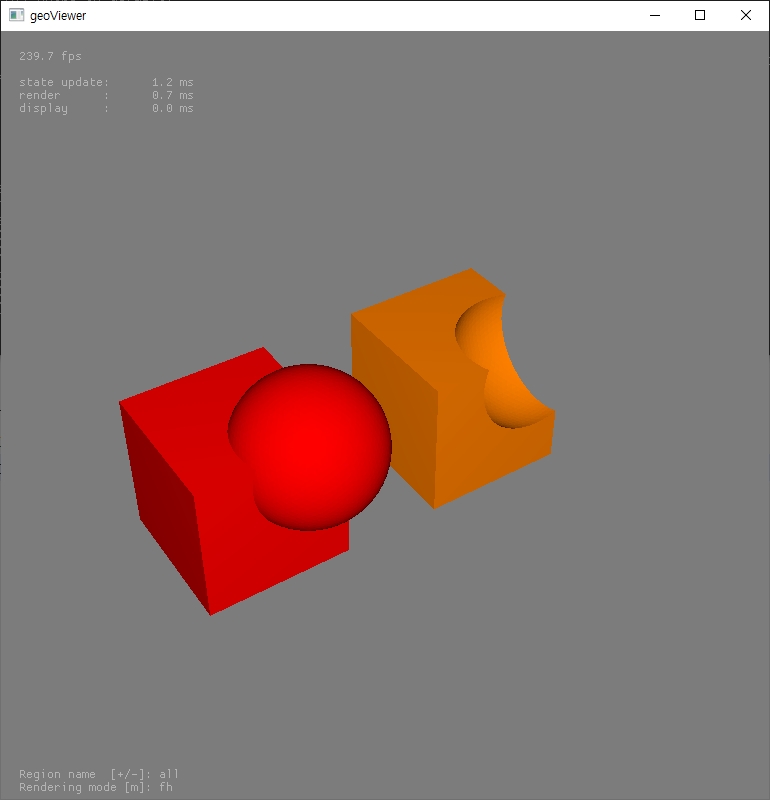 geoViewer
239.7 fps
state update: 1.2 ms
render : 0.7 ms
display : 0.0 ms
Region name [+/-]: all
Rendering mode [m]: fh